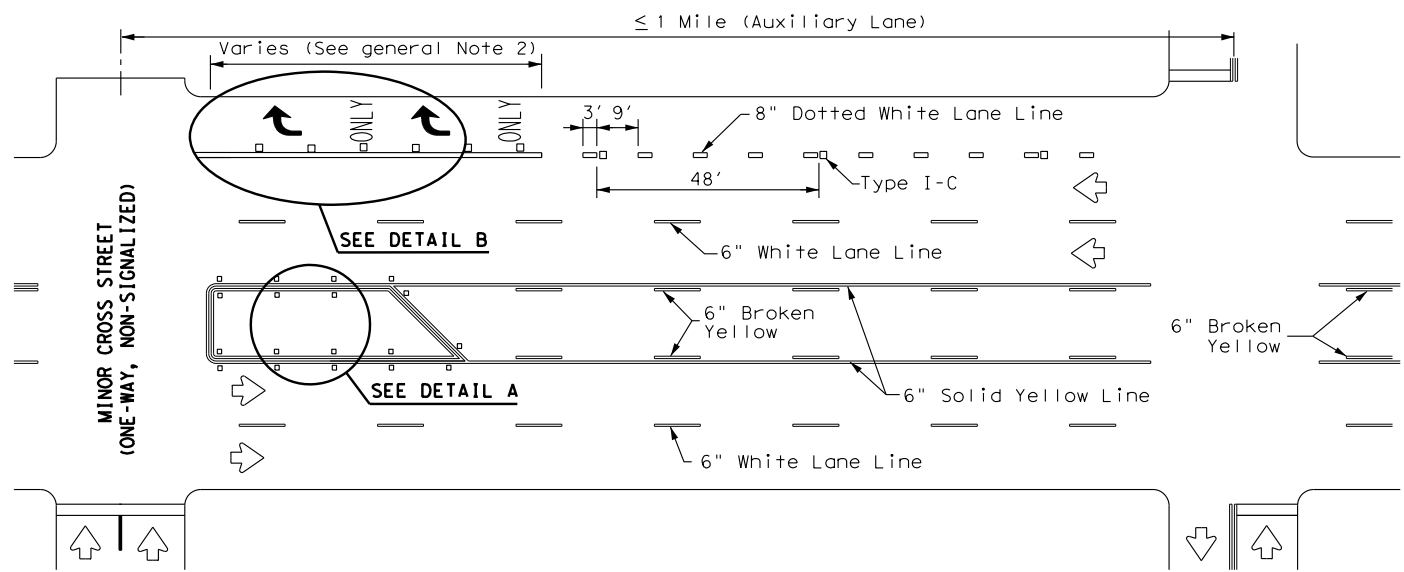 ≤ 1 Mile (Auxiliary Lane)
Varies (See general Note 2)
ONLY
ONLY
3' 9'
8" Dotted White Lane Line
48'
Type I-C
SEE DETAIL B
6" White Lane Line
MINOR CROSS STREET
(ONE-WAY, NON-SIGNALIZED)
6" Broken
Yellow
6" Broken
Yellow
SEE DETAIL A
6" Solid Yellow Line
6" White Lane Line